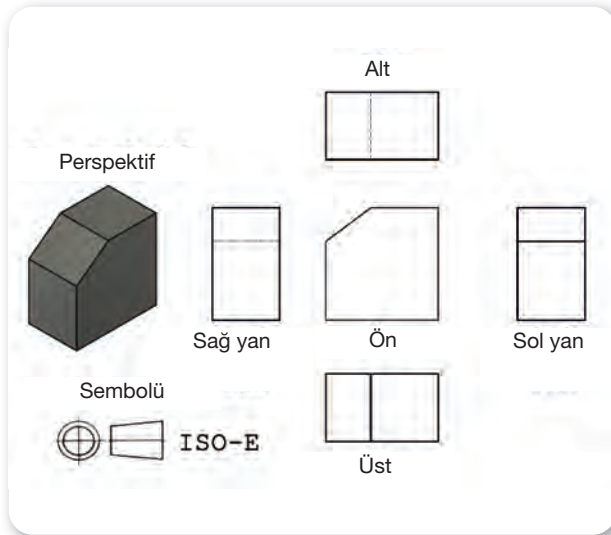 Alt
Perspektif
Sağ yan
Ön
Sol yan
Sembolü
ISO-E
Üst